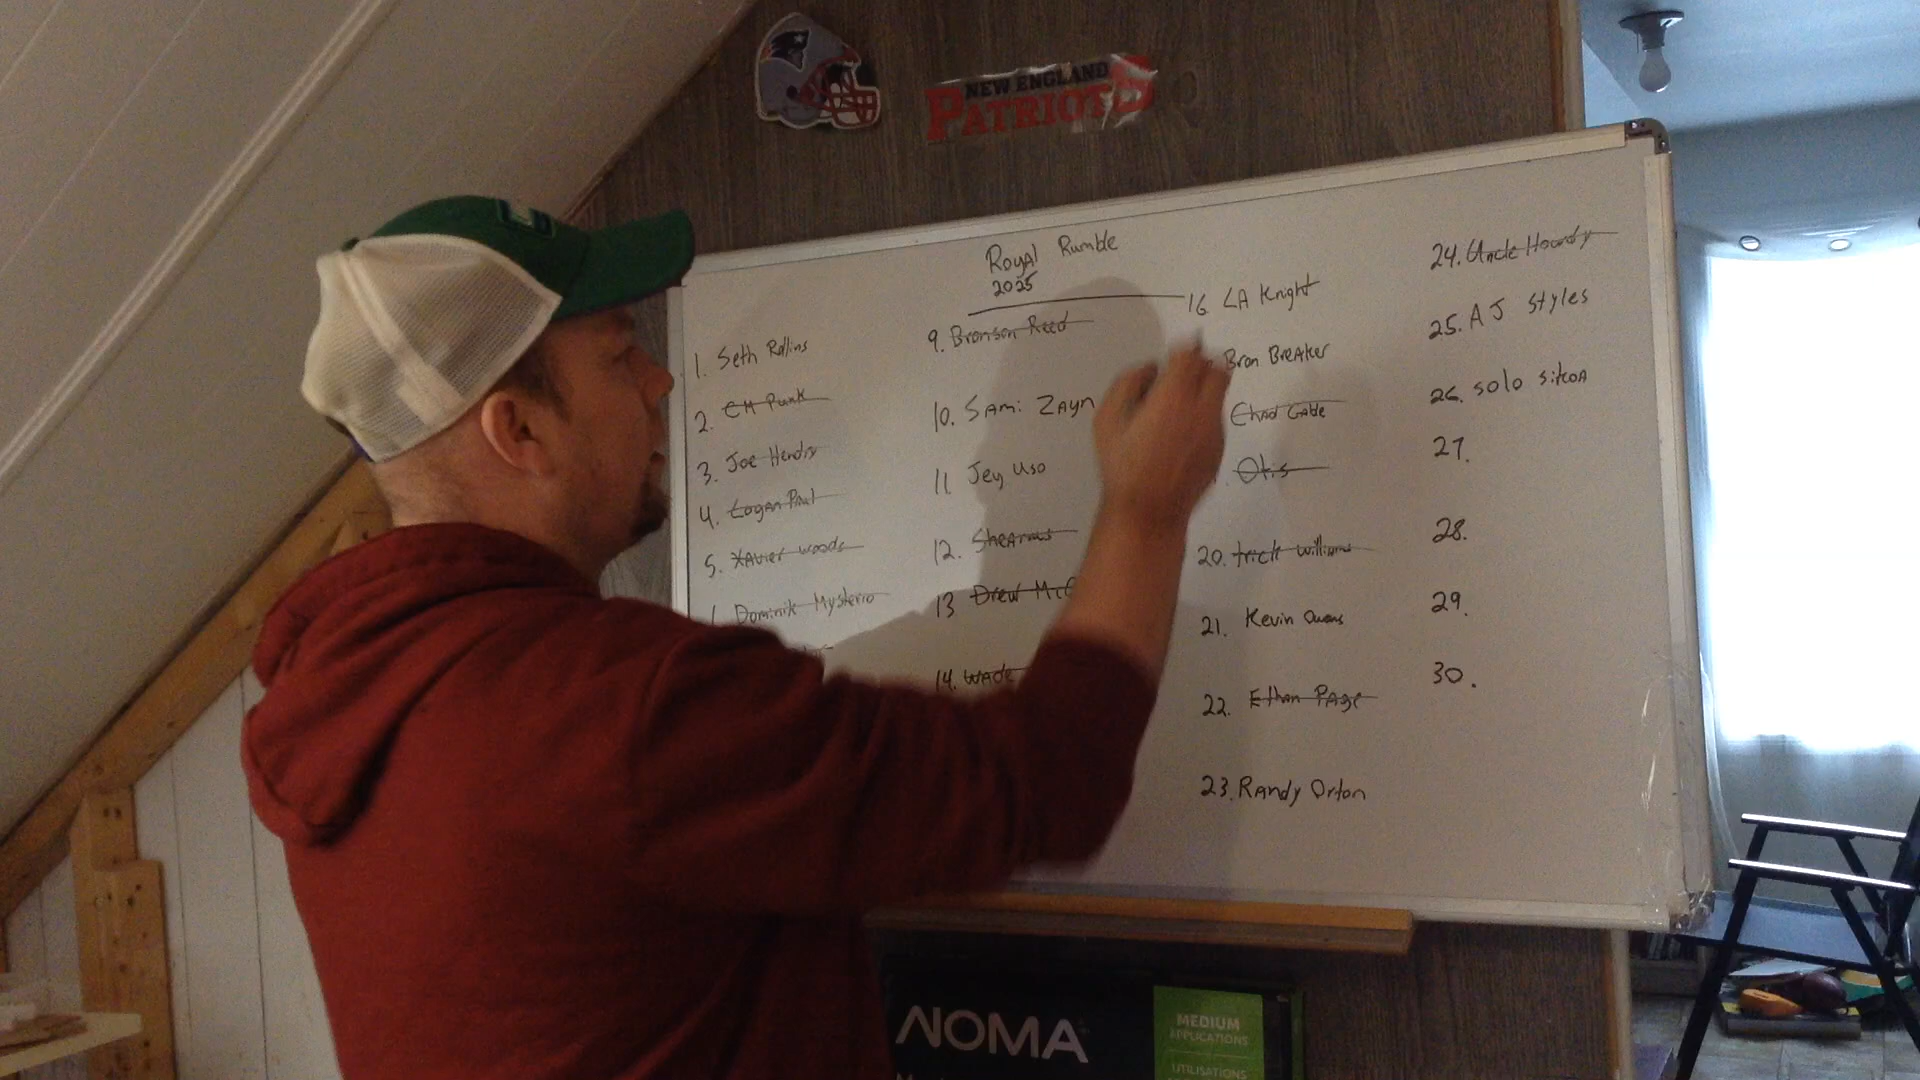 NEW ENGLAND
PATRIOTS
Royal Rumble
2025
1. Seth Rollins
2. CM Punk
3. Joe Hendry
4. Logan Paul
5. Xavier woods
Dominik Mysterio
9. Bronson Reed
10. Sami Zayn
11 Jey Uso
12. Sheamus
13 Drew McC
14. WADE
16 LA Knight
Bron BreAker
Chad Gable
Otis
20. trick williams
21. Kevin Owens
22. Ethan PAge
23. RANdy Orton
24. Uncle Howdy
25. AJ Styles
26. solo SikoA
27.
28.
29.
30.
NOMA
MEDIUM
APPLICATIONS
UTILISATIONS